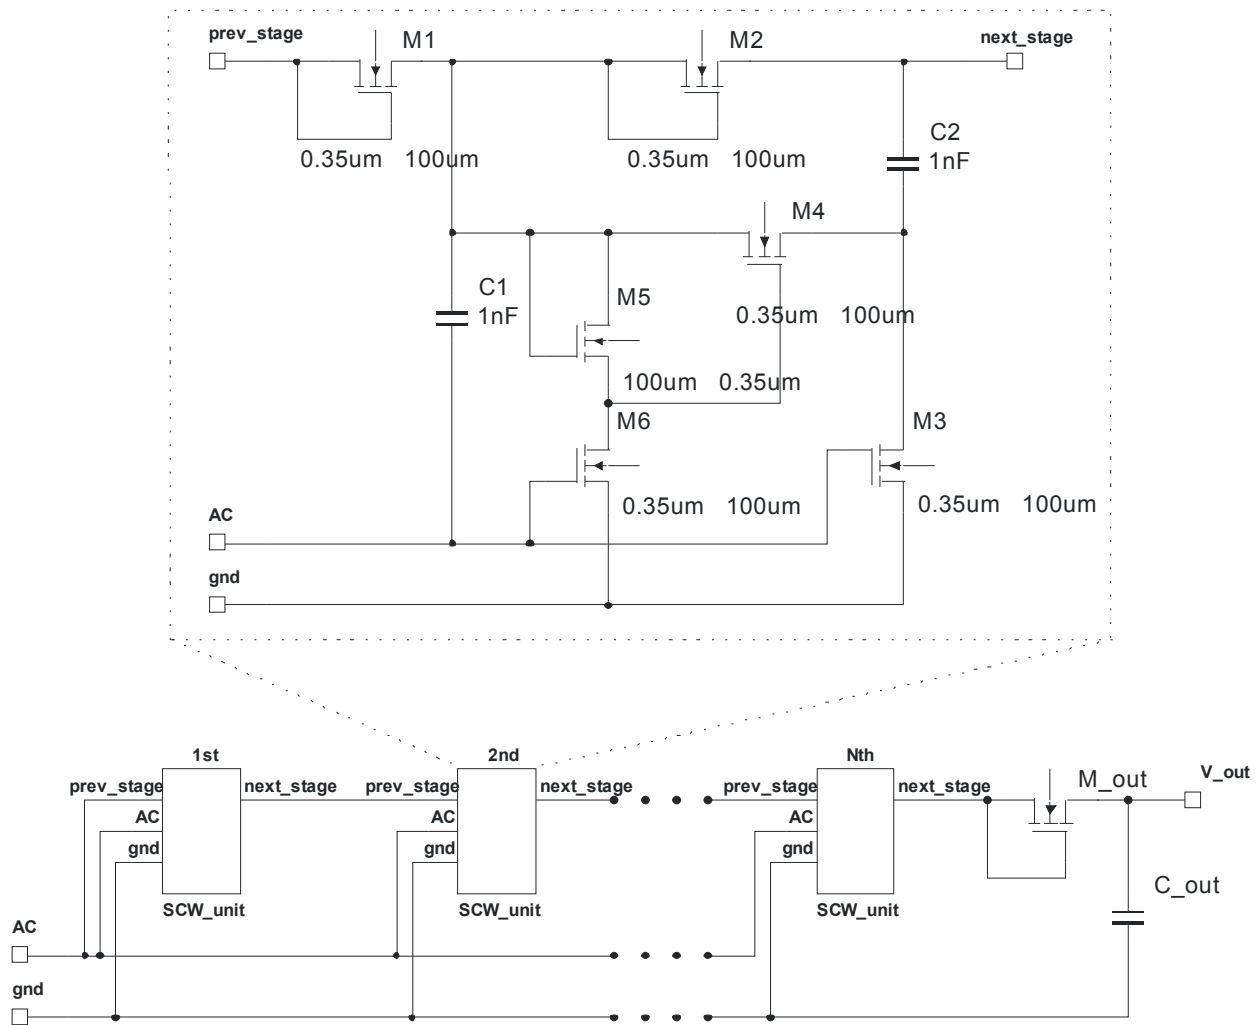 prev_stage
M1
M2
next_stage
0.35um 100um
0.35um 100um
C2
1nF
M4
C1
1nF
M5
0.35um 100um
100um 0.35um
M6
M3
0.35um 100um
0.35um 100um
AC
gnd
1st
2nd
Nth
prev_stage
next_stage
prev_stage
next_stage
prev_stage
next_stage
M_out
V_out
AC
AC
AC
gnd
gnd
gnd
C_out
SCW_unit
SCW_unit
SCW_unit
AC
gnd